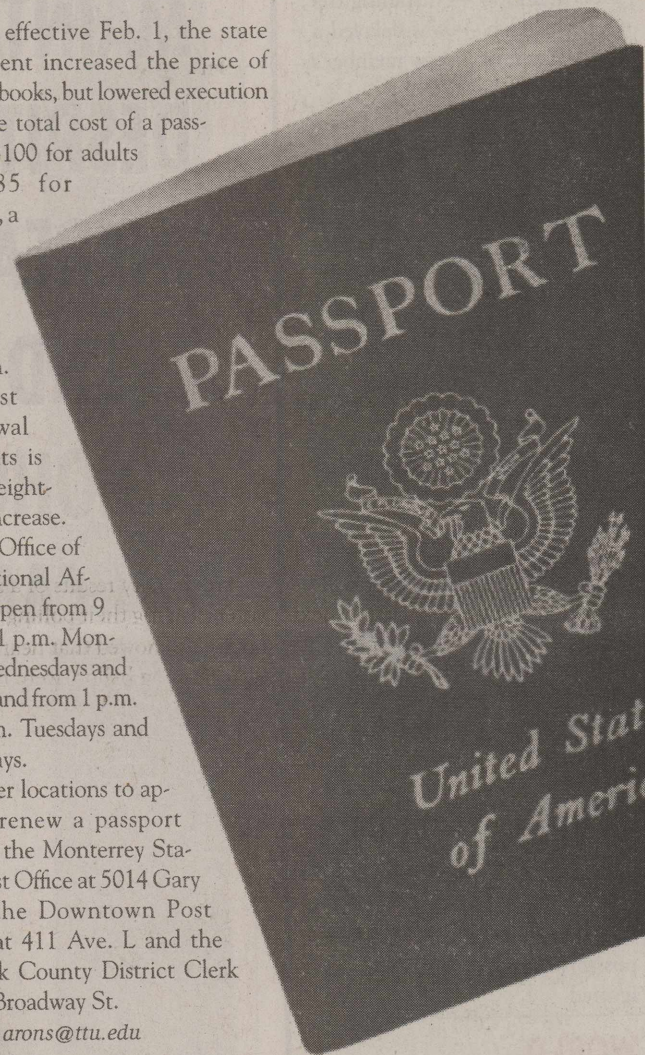 effective Feb. 1, the state
ent increased the price of
books, but lowered execution
e total cost of a pass-
100 for adults
85 for
, a
n.
st
wal
ts is
eight-
ncrease.
Office of
tional Af-
pen from 9
1 p.m. Mon-
ednesdays and
and from 1 p.m.
m. Tuesdays and
ays.
er locations to ap-
renew a passport
the Monterrey Sta-
st Office at 5014 Gary
he Downtown Post
at 411 Ave. L and the
k County District Clerk
Broadway St.
arons@ttu.edu
PASSPORT
United Stat
of Ameri